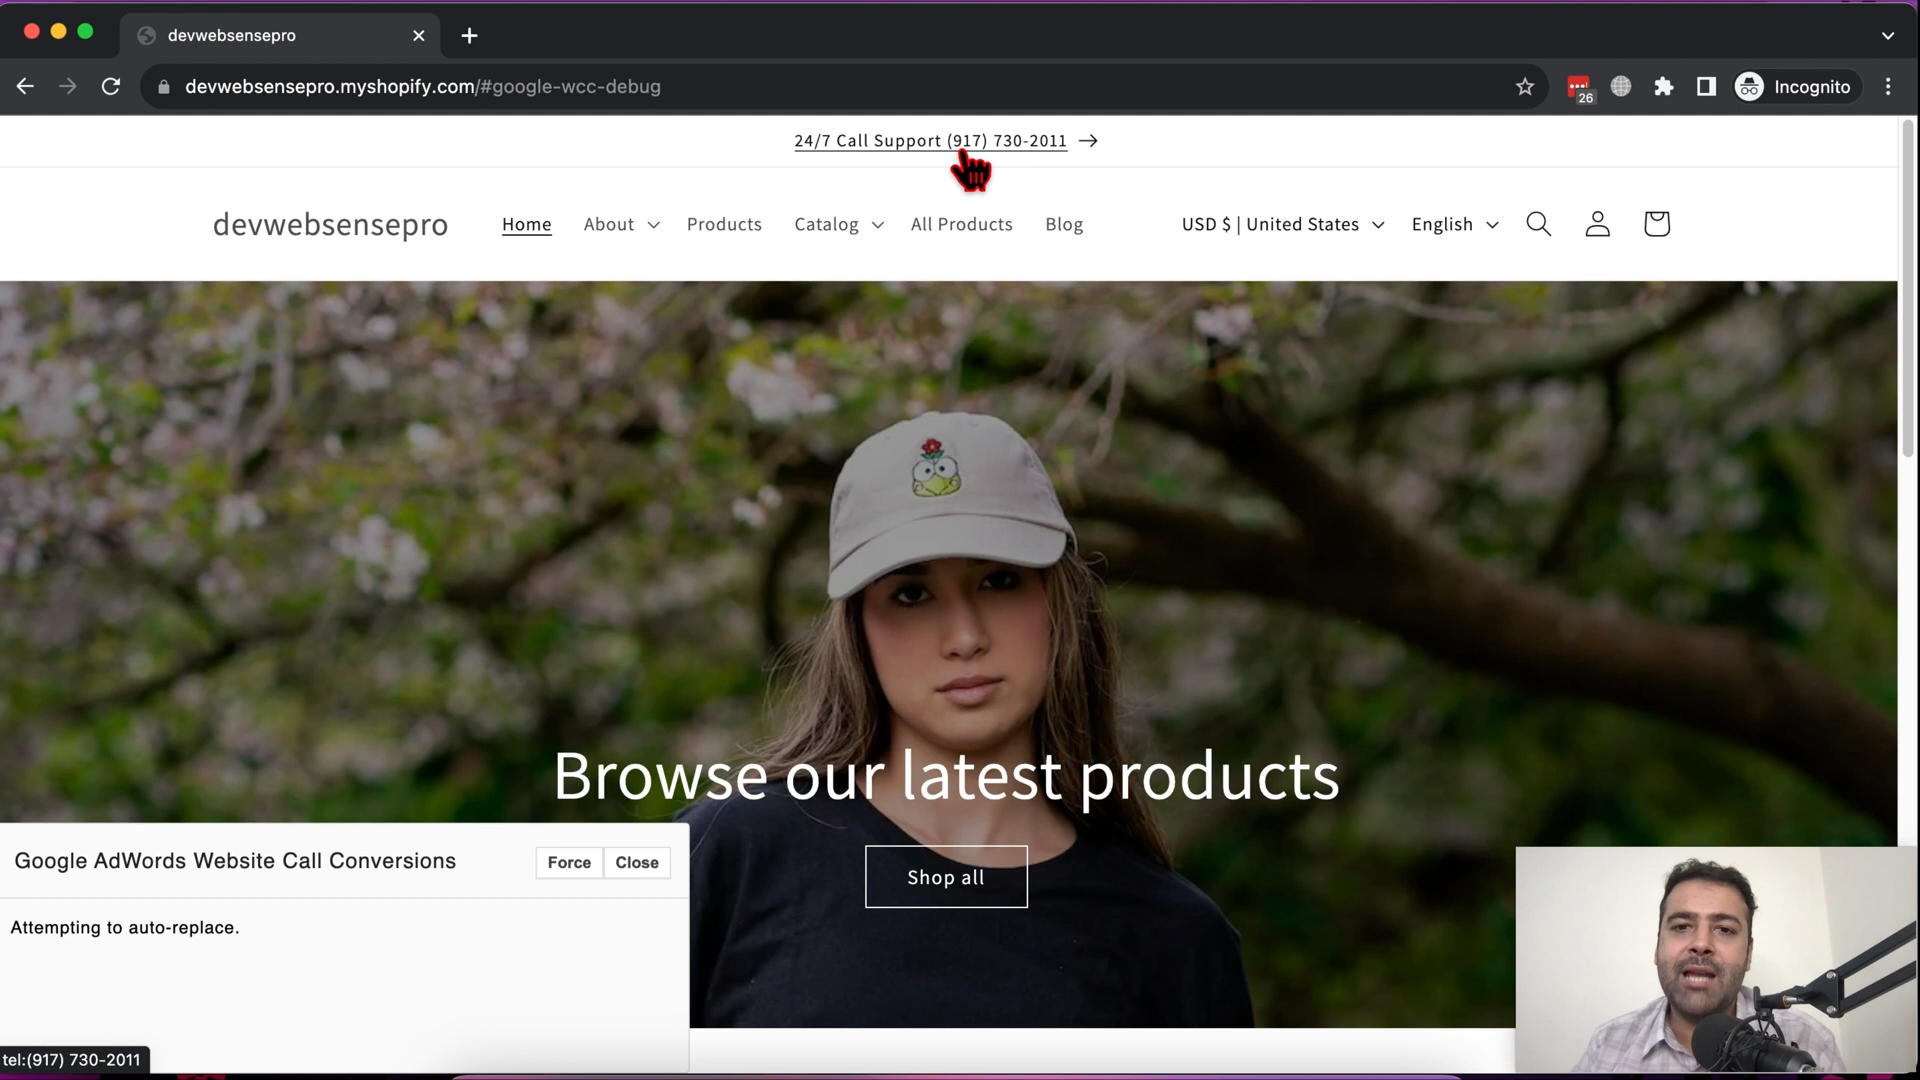 devwebsensepro
devwebsensepro.myshopify.com/#google-wcc-debug
26
Incognito
24/7 Call Support (917) 730-2011 →
devwebsensepro
Home
About
Products
Catalog
All Products
Blog
USD $ | United States
English
Browse our latest products
Shop all
Google AdWords Website Call Conversions
Force
Close
Attempting to auto-replace.
tel:(917) 730-2011